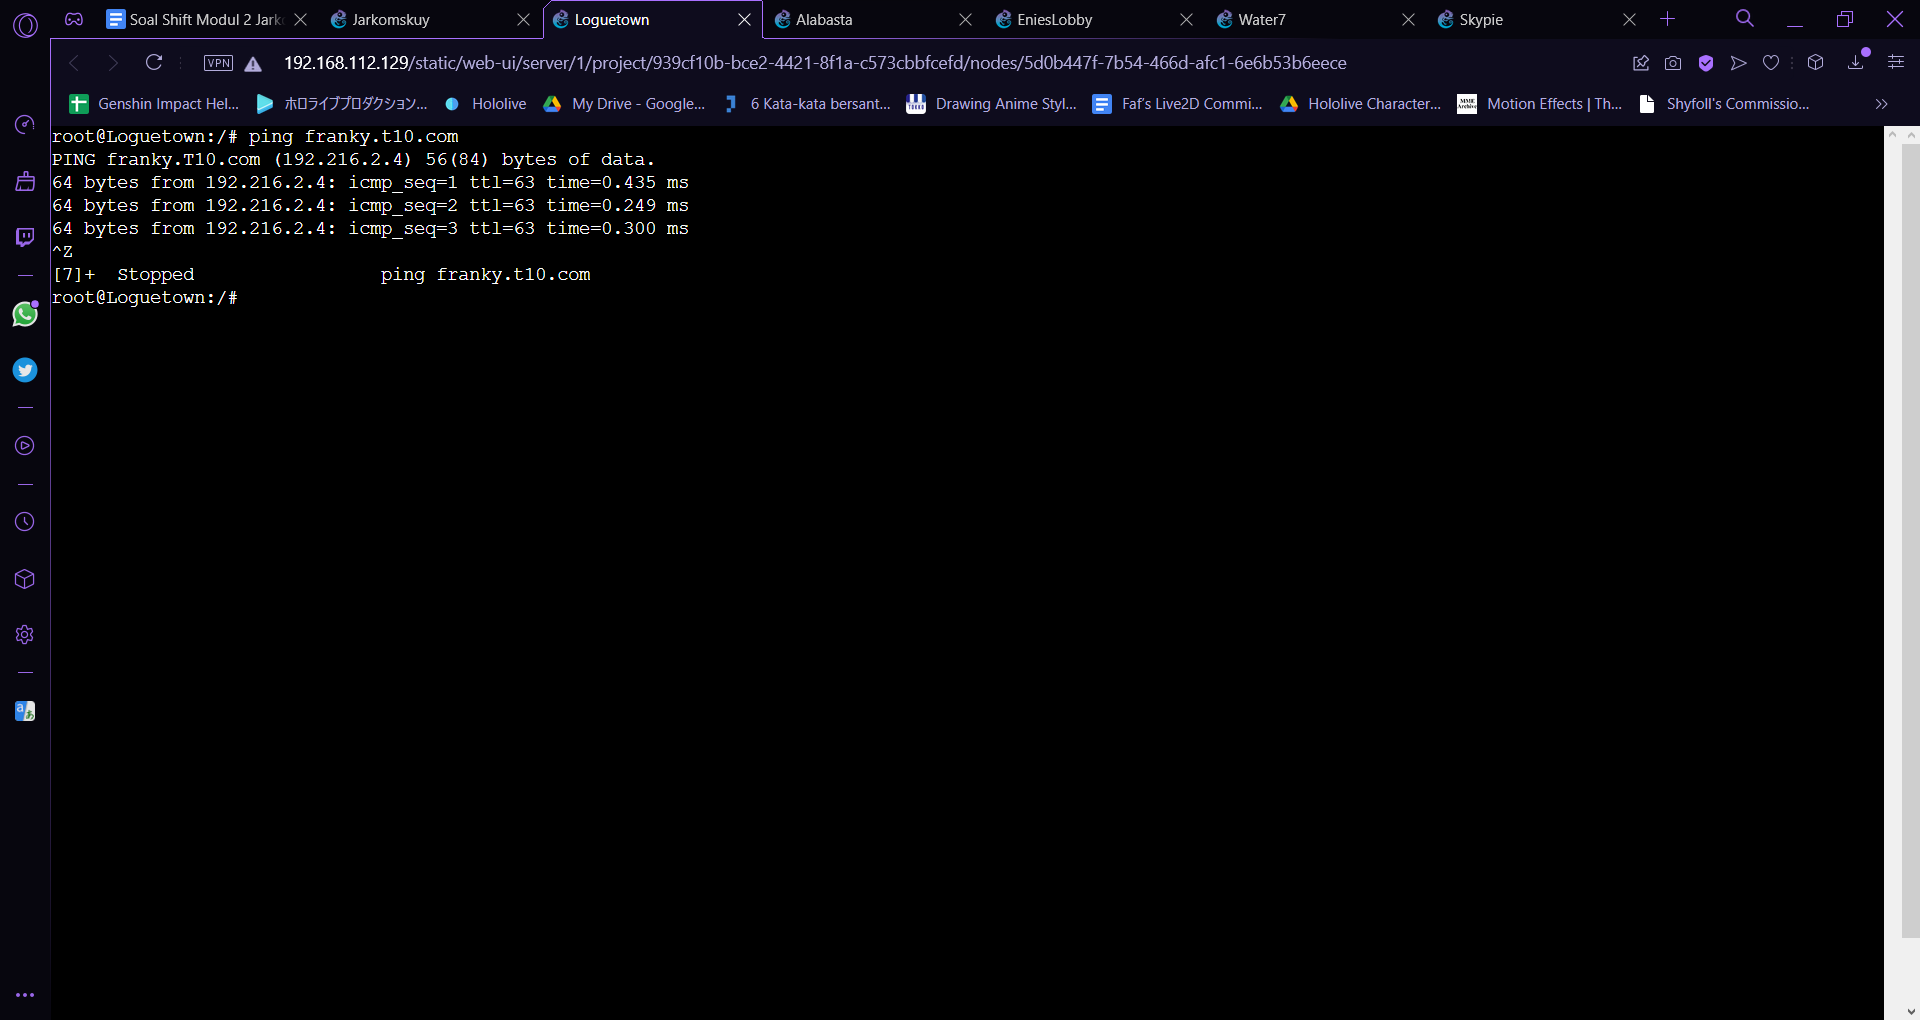 Soal Shift Modul 2 Jark
Jarkomskuy
Loguetown
Alabasta
EniesLobby
Water7
Skypie
VPN
192.168.112.129/static/web-ui/server/1/project/939cf10b-bce2-4421-8f1a-c573cbbfcefd/nodes/5d0b447f-7b54-466d-afc1-6e6b53b6eece
Genshin Impact Hel...
ホロライブプロダクション...
Hololive
My Drive - Google...
6 Kata-kata bersant...
Drawing Anime Styl...
Faf's Live2D Commi...
Hololive Character...
Motion Effects | Th...
Shyfoll's Commissio...
root@Loguetown:/# ping franky.t10.com
PING franky.T10.com (192.216.2.4) 56(84) bytes of data.
64 bytes from 192.216.2.4: icmp_seq=1 ttl=63 time=0.435 ms
64 bytes from 192.216.2.4: icmp_seq=2 ttl=63 time=0.249 ms
64 bytes from 192.216.2.4: icmp_seq=3 ttl=63 time=0.300 ms
^Z
[7]+  Stopped                 ping franky.t10.com
root@Loguetown:/#